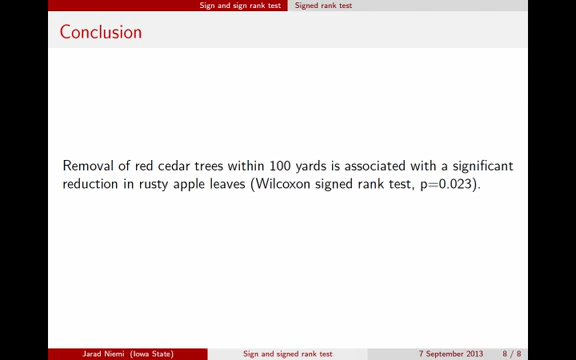 Sign and sign rank test Signed rank test
Conclusion
Removal of red cedar trees within 100 yards is associated with a significant
reduction in rusty apple leaves (Wilcoxon signed rank test, p=0.023).
Jarad Niemi (Iowa State) Sign and signed rank test 7 September 2013 8 / 8